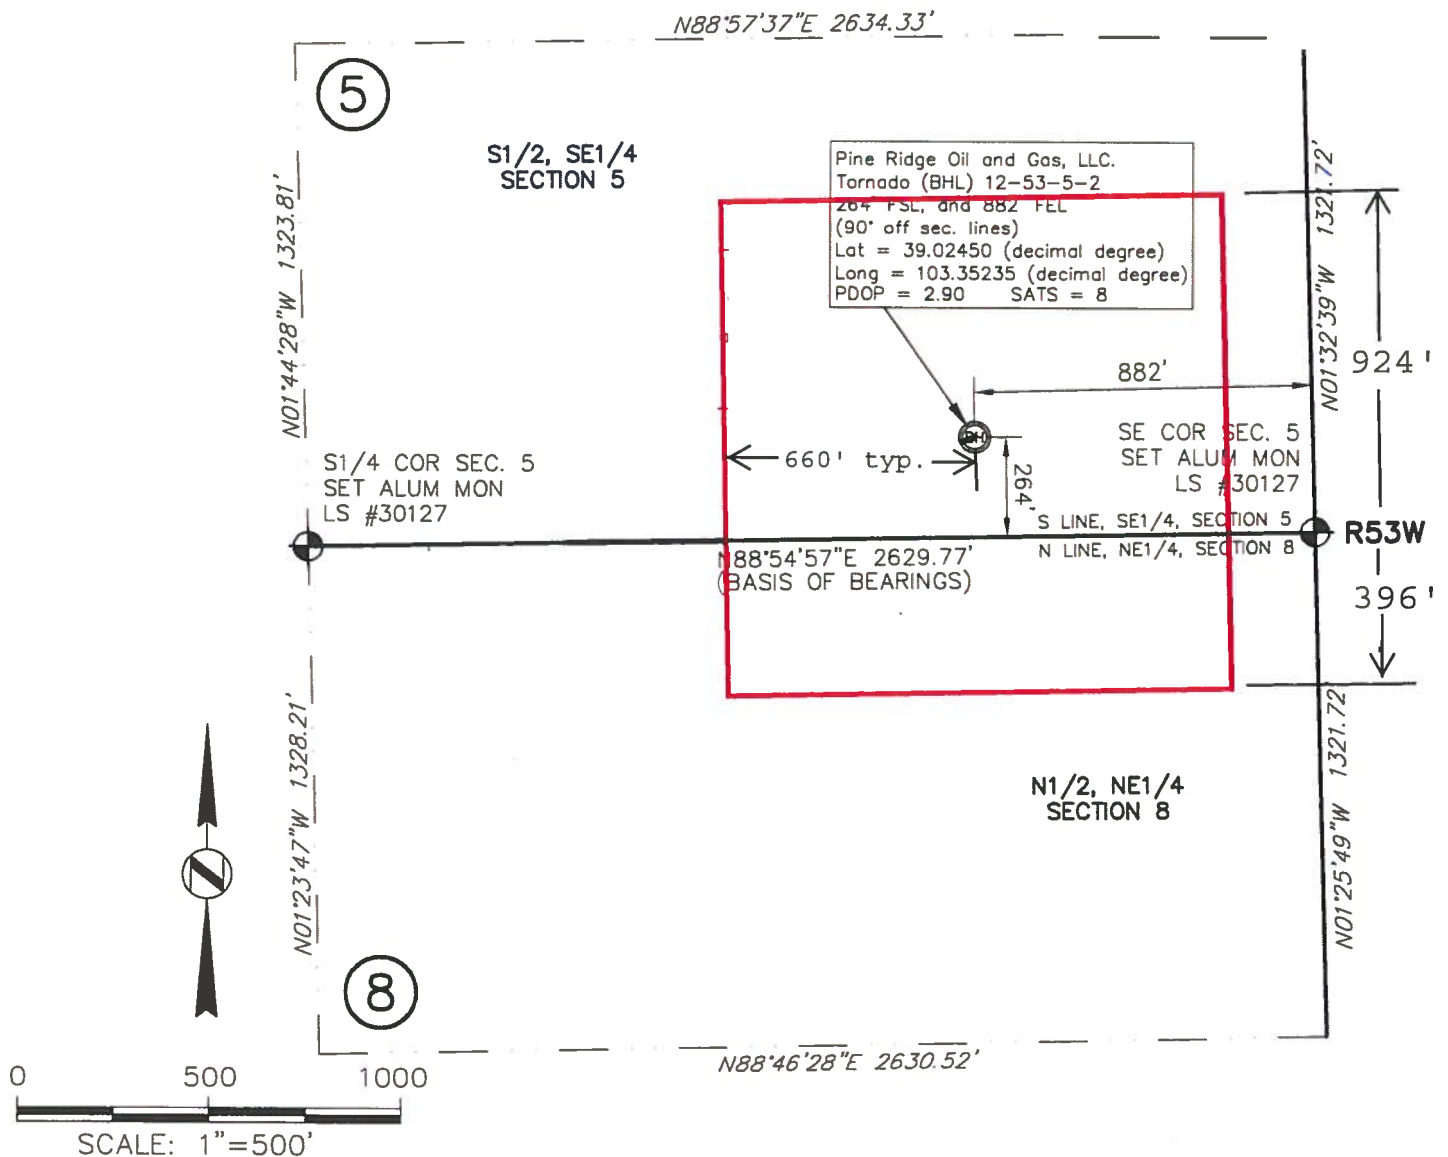 N88°57'37"E 2634.33'
5
S1/2, SE1/4
SECTION 5
Pine Ridge Oil and Gas, LLC.
Tornado (BHL) 12-53-5-2
264' FSL, and 882' FEL
(90° off sec. lines)
Lat = 39.02450 (decimal degree)
Long = 103.35235 (decimal degree)
PDOP = 2.90 SATS = 8
N01°44'28"W 1323.81'
N01°32'39"W 1321.72'
924'
882'
BH
660' typ.
264'
S1/4 COR SEC. 5
SET ALUM MON
LS #30127
SE COR SEC. 5
SET ALUM MON
LS #30127
S LINE, SE1/4, SECTION 5
N LINE, NE1/4, SECTION 8
R53W
N88°54'57"E 2629.77'
(BASIS OF BEARINGS)
396'
N01°23'47"W 1328.21'
N01°25'49"W 1321.72
N1/2, NE1/4
SECTION 8
N
8
N88°46'28"E 2630.52'
0 500 1000
SCALE: 1"=500'